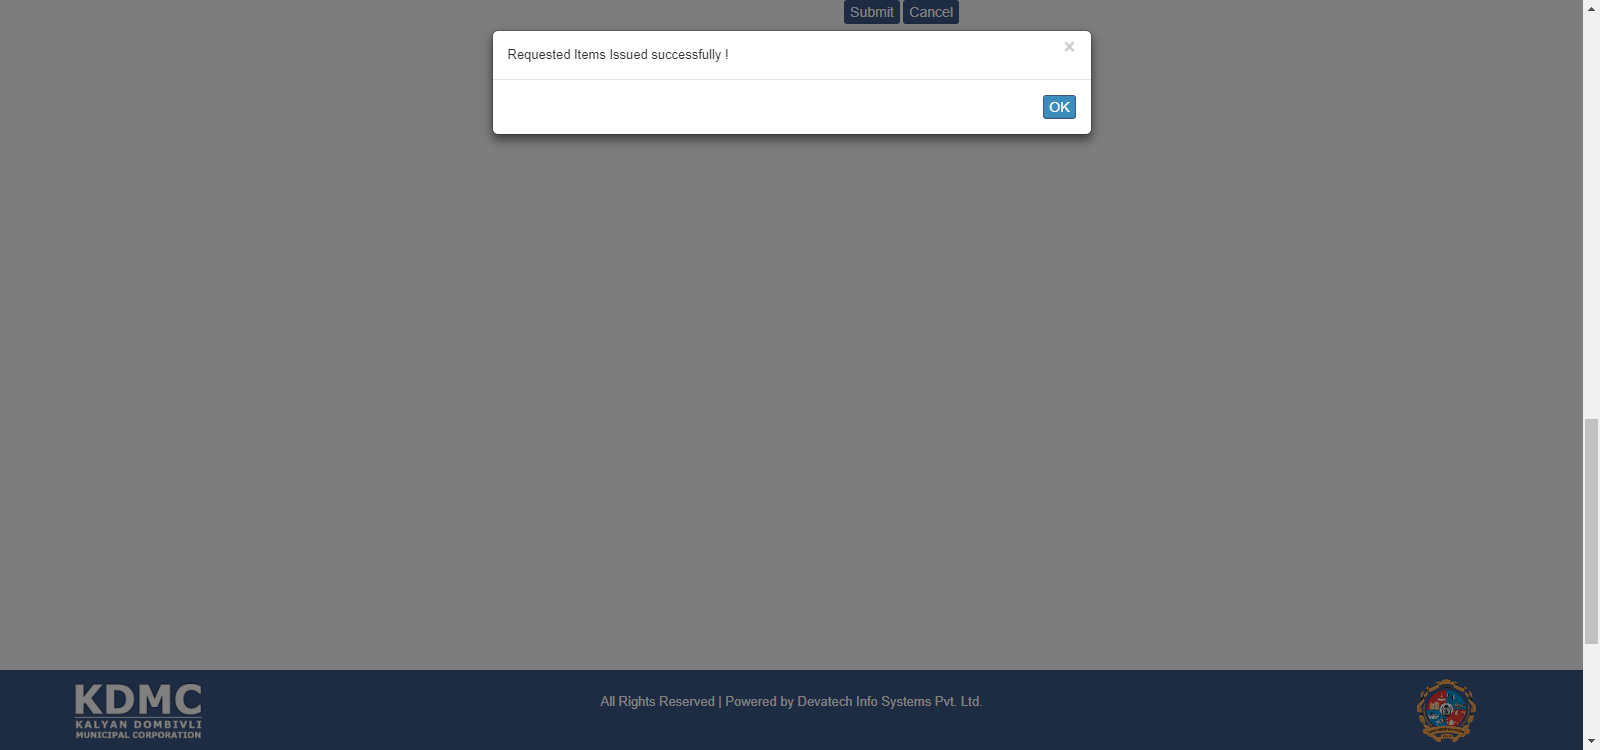 Submit Cancel
Requested Items Issued successfully !
×
OK
KDMC
KALYAN DOMBIVLI
MUNICIPAL CORPORATION
All Rights Reserved | Powered by Devatech Info Systems Pvt. Ltd.